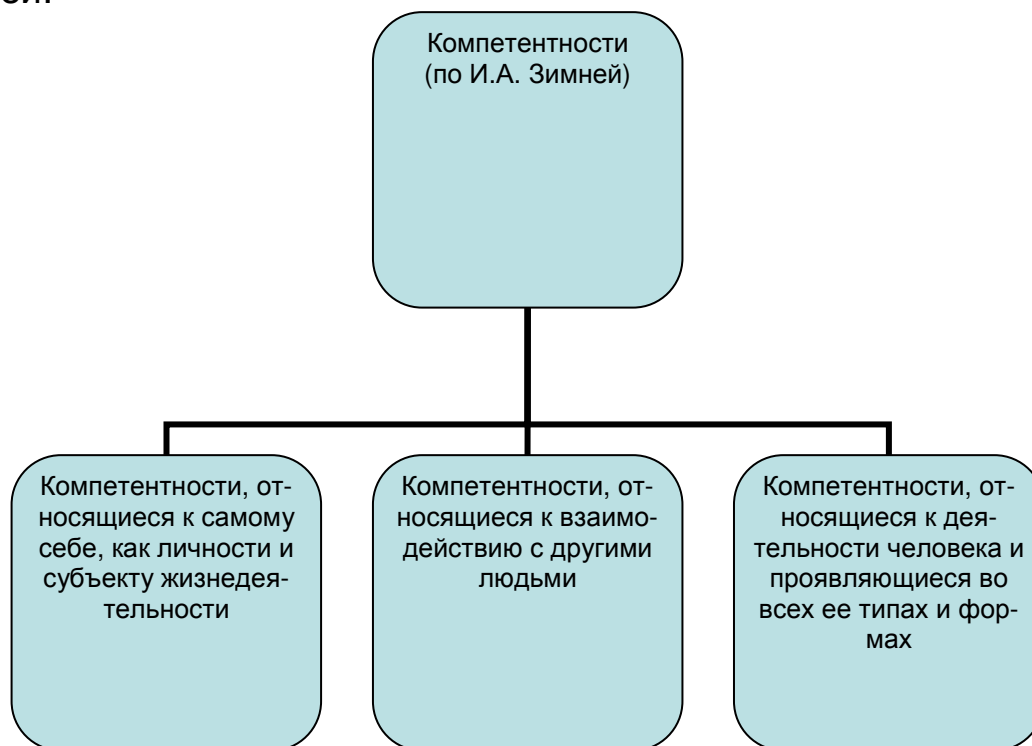 Компетентности
(по И.А. Зимней)
Компетентности, от-
носящиеся к самому
себе, как личности и
субъекту жизнедея-
тельности
Компетентности, от-
носящиеся к взаимо-
действию с другими
людьми
Компетентности, от-
носящиеся к дея-
тельности человека и
проявляющиеся во
всех ее типах и фор-
мах